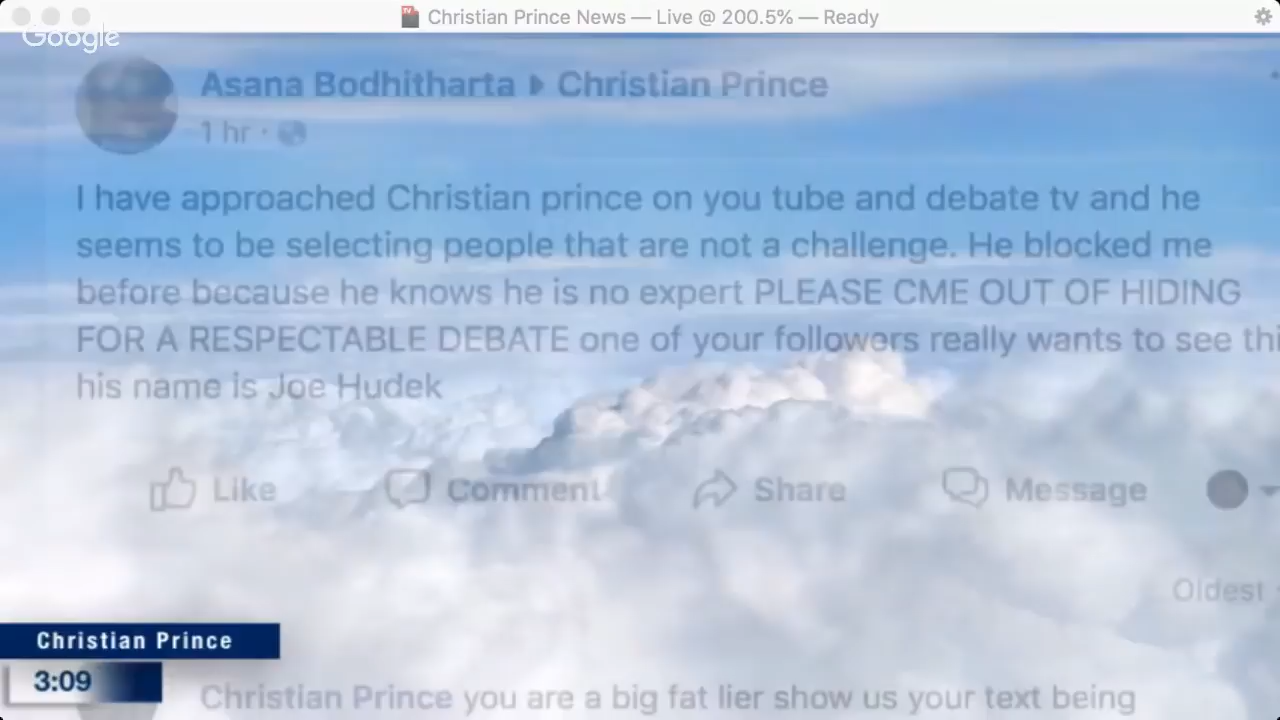 Christian Prince News — Live @ 200.5% — Ready
Google
Asana Bodhitharta Christian Prince
1 hr ·
I have approached Christian prince on you tube and debate tv and he
seems to be selecting people that are not a challenge. He blocked me
before because he knows he is no expert PLEASE CME OUT OF HIDING
FOR A RESPECTABLE DEBATE one of your followers really wants to see thi
his name is Joe Hudek
Like Comment Share Message
Oldest
Christian Prince
3:09
Christian Prince you are a big fat lier show us your text being